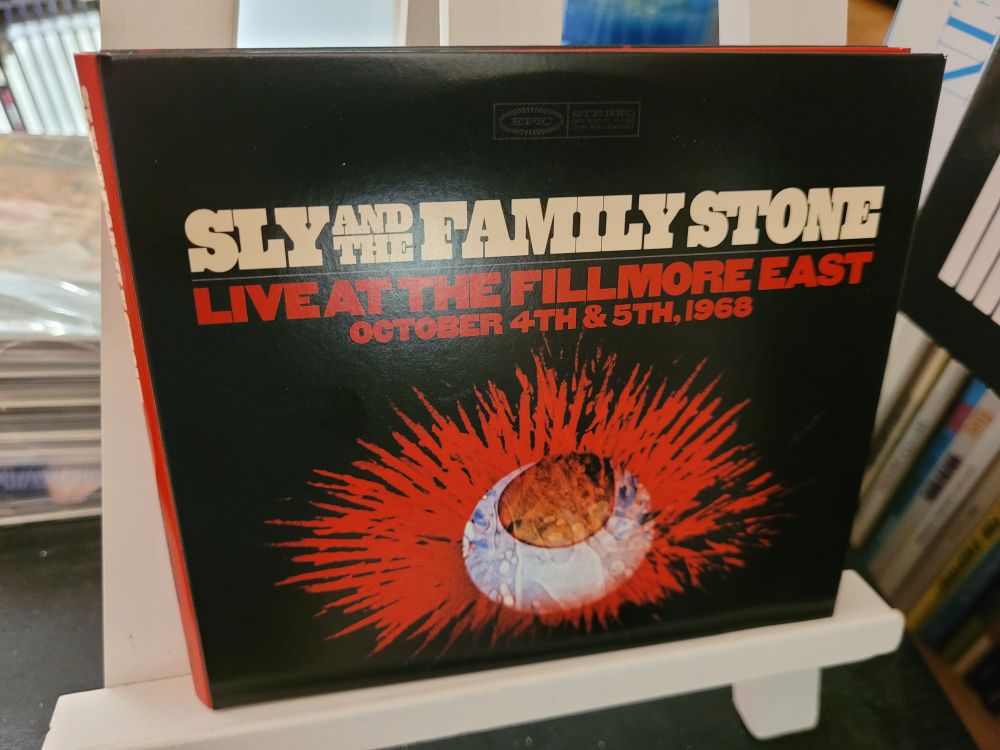 EPIC
STEREO
SLY AND THE FAMILY STONE
LIVE AT THE FILLMORE EAST
OCTOBER 4TH & 5TH, 1968